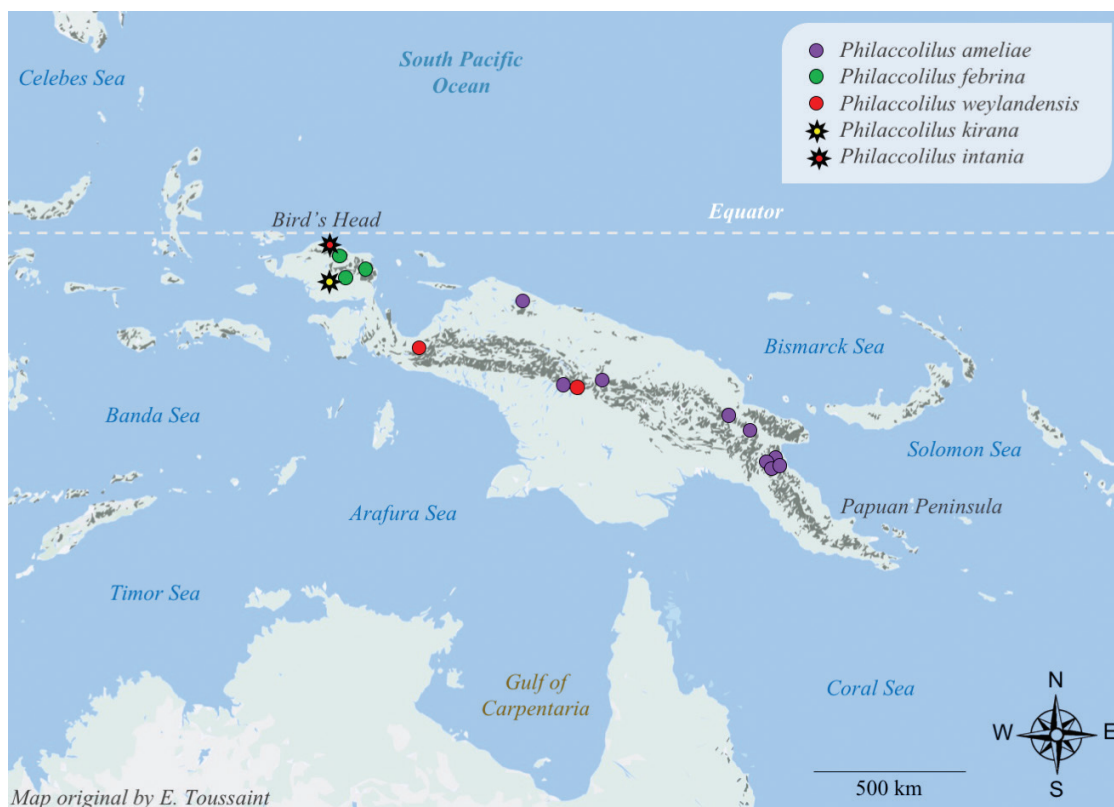 Celebes Sea
South Pacific
Ocean
Philaccolilus ameliae
Philaccolilus febrina
Philaccolilus weylandensis
Philaccolilus kirana
Philaccolilus intania
Bird's Head
Equator
Bismarck Sea
Banda Sea
Solomon Sea
Arafura Sea
Papuan Peninsula
Timor Sea
Gulf of
Carpentaria
Coral Sea
N
W
E
S
500 km
Map original by E. Toussaint